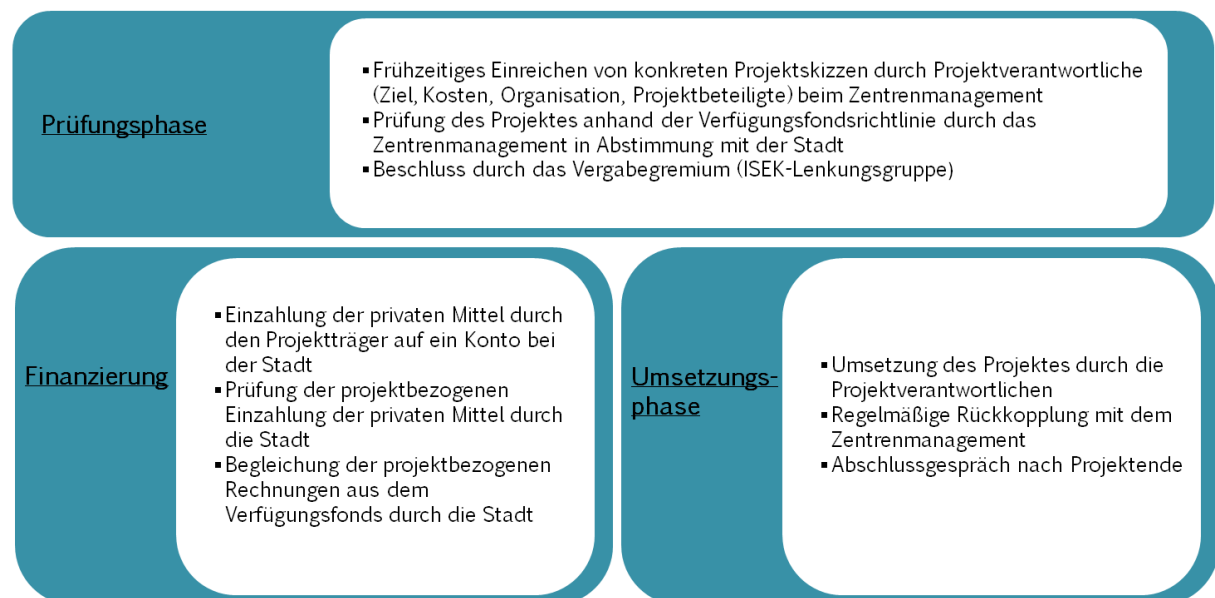 Prüfungsphase
▪Frühzeitiges Einreichen von konkreten Projektskizzen durch Projektverantwortliche
(Ziel, Kosten, Organisation, Projektbeteiligte) beim Zentrenmanagement
▪Prüfung des Projektes anhand der Verfügungsfondsrichtlinie durch das
Zentrenmanagement in Abstimmung mit der Stadt
▪Beschluss durch das Vergabegremium (ISEK-Lenkungsgruppe)
Finanzierung
▪Einzahlung der privaten Mittel durch
den Projektträger auf ein Konto bei
der Stadt
▪Prüfung der projektbezogenen
Einzahlung der privaten Mittel durch
die Stadt
▪Begleichung der projektbezogenen
Rechnungen aus dem
Verfügungsfonds durch die Stadt
Umsetzungs-
phase
▪Umsetzung des Projektes durch die
Projektverantwortlichen
▪Regelmäßige Rückkopplung mit dem
Zentrenmanagement
▪Abschlussgespräch nach Projektende